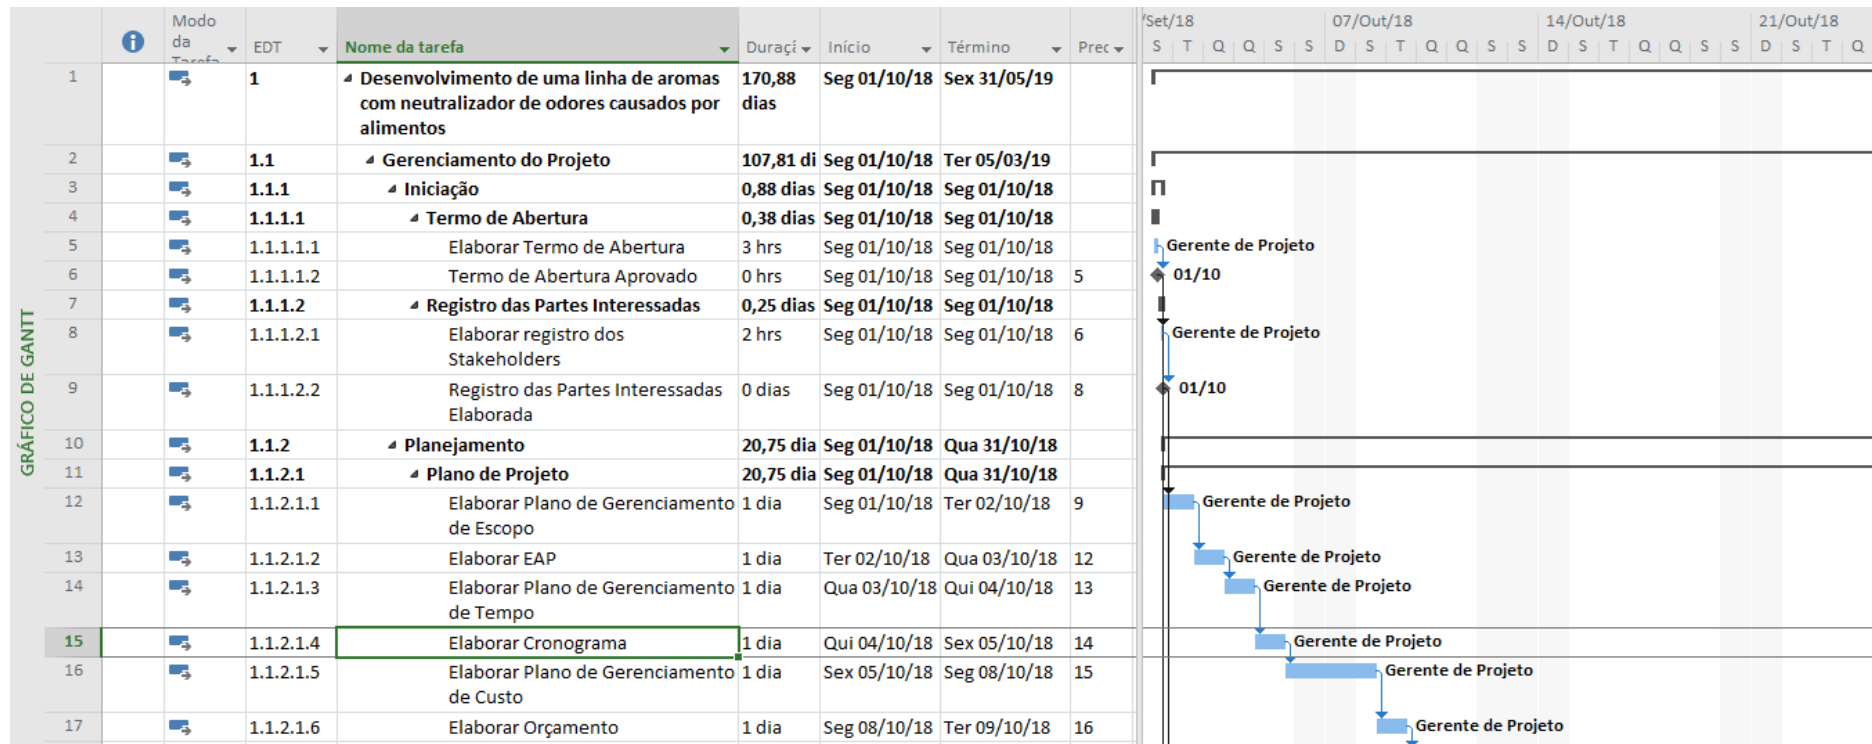 Modo
da
Tarefa
EDT
Nome da tarefa
Duraçã
Início
Término
Prec
/Set/18
07/Out/18
14/Out/18
21/Out/18
S T Q Q S S D S T Q Q S S D S T Q Q S S D S T Q
1 1 Desenvolvimento de uma linha de aromas 170,88 Seg 01/10/18 Sex 31/05/19
com neutralizador de odores causados por dias
alimentos
2 1.1 Gerenciamento do Projeto 107,81 di Seg 01/10/18 Ter 05/03/19
3 1.1.1 Iniciação 0,88 dias Seg 01/10/18 Seg 01/10/18
4 1.1.1.1 Termo de Abertura 0,38 dias Seg 01/10/18 Seg 01/10/18
5 1.1.1.1.1 Elaborar Termo de Abertura 3 hrs Seg 01/10/18 Seg 01/10/18 Gerente de Projeto
6 1.1.1.1.2 Termo de Abertura Aprovado 0 hrs Seg 01/10/18 Seg 01/10/18 5 01/10
7 1.1.1.2 Registro das Partes Interessadas 0,25 dias Seg 01/10/18 Seg 01/10/18
8 1.1.1.2.1 Elaborar registro dos 2 hrs Seg 01/10/18 Seg 01/10/18 6 Gerente de Projeto
Stakeholders
9 1.1.1.2.2 Registro das Partes Interessadas 0 dias Seg 01/10/18 Seg 01/10/18 8 01/10
Elaborada
10 1.1.2 Planejamento 20,75 dia Seg 01/10/18 Qua 31/10/18
11 1.1.2.1 Plano de Projeto 20,75 dia Seg 01/10/18 Qua 31/10/18
12 1.1.2.1.1 Elaborar Plano de Gerenciamento 1 dia Seg 01/10/18 Ter 02/10/18 9 Gerente de Projeto
de Escopo
13 1.1.2.1.2 Elaborar EAP 1 dia Ter 02/10/18 Qua 03/10/18 12 Gerente de Projeto
14 1.1.2.1.3 Elaborar Plano de Gerenciamento 1 dia Qua 03/10/18 Qui 04/10/18 13 Gerente de Projeto
de Tempo
15 1.1.2.1.4 Elaborar Cronograma 1 dia Qui 04/10/18 Sex 05/10/18 14 Gerente de Projeto
16 1.1.2.1.5 Elaborar Plano de Gerenciamento 1 dia Sex 05/10/18 Seg 08/10/18 15 Gerente de Projeto
de Custo
17 1.1.2.1.6 Elaborar Orçamento 1 dia Seg 08/10/18 Ter 09/10/18 16 Gerente de Projeto
GRÁFICO DE GANTT